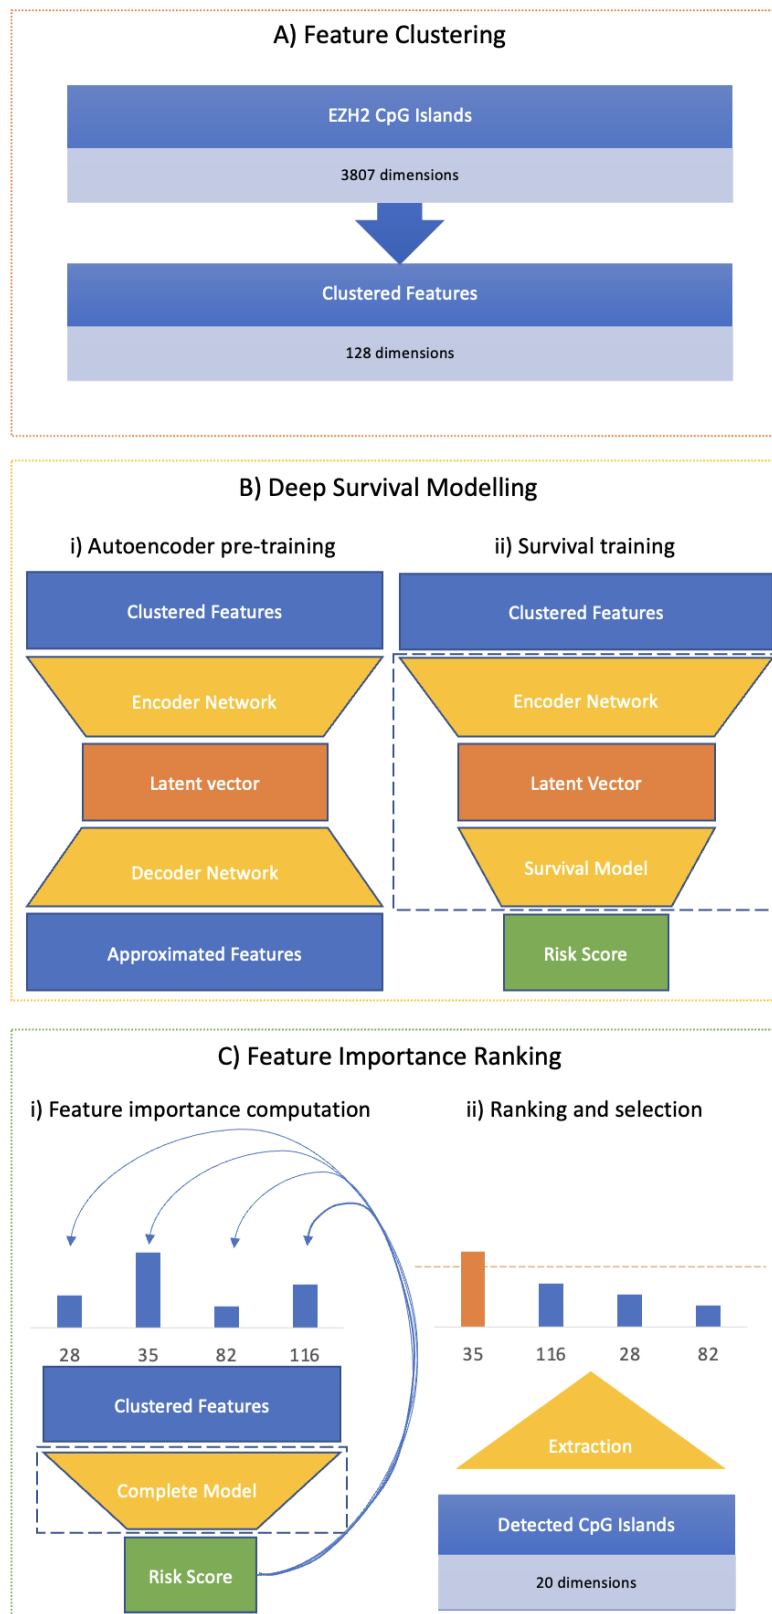 A) Feature Clustering
EZH2 CpG Islands
3807 dimensions
Clustered Features
128 dimensions
B) Deep Survival Modelling
i) Autoencoder pre-training
Clustered Features
Encoder Network
Latent vector
Decoder Network
Approximated Features
ii) Survival training
Clustered Features
Encoder Network
Latent Vector
Survival Model
Risk Score
C) Feature Importance Ranking
i) Feature importance computation
28 35 82 116
Clustered Features
Complete Model
Risk Score
ii) Ranking and selection
35 116 28 82
Extraction
Detected CpG Islands
20 dimensions